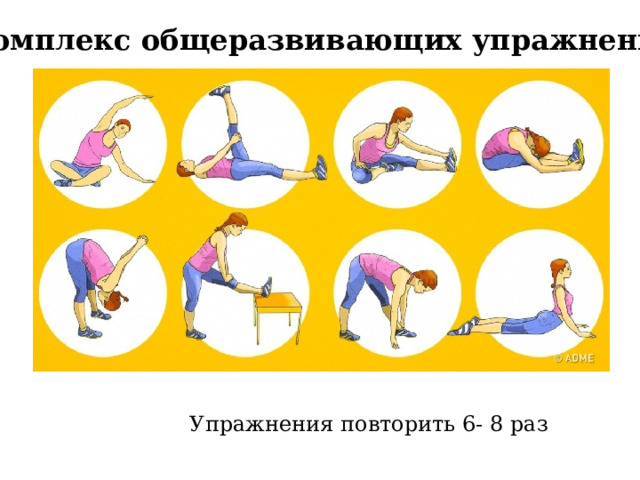 омплекс общеразвивающих упражнени
© ADME
Упражнения повторить 6- 8 раз